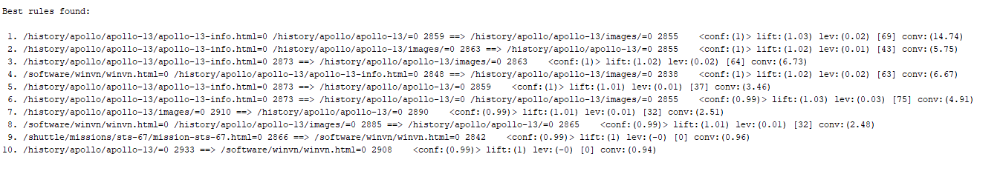 Best rules found:
1. /history/apollo/apollo-13/apollo-13-info.html=0 /history/apollo/apollo-13/=0 2859 ==> /history/apollo/apollo-13/images/=0 2855 <conf:(1)> lift:(1.03) lev:(0.02) [69] conv:(14.74)
2. /history/apollo/apollo-13/apollo-13-info.html=0 /history/apollo/apollo-13/images/=0 2863 ==> /history/apollo/apollo-13/=0 2855 <conf:(1)> lift:(1.02) lev:(0.01) [43] conv:(5.75)
3. /history/apollo/apollo-13/apollo-13-info.html=0 2873 ==> /history/apollo/apollo-13/images/=0 2863 <conf:(1)> lift:(1.02) lev:(0.02) [64] conv:(6.73)
4. /software/winvn/winvn.html=0 /history/apollo/apollo-13/apollo-13-info.html=0 2848 ==> /history/apollo/apollo-13/images/=0 2838 <conf:(1)> lift:(1.02) lev:(0.02) [63] conv:(6.67)
5. /history/apollo/apollo-13/apollo-13-info.html=0 2873 ==> /history/apollo/apollo-13/=0 2859 <conf:(1)> lift:(1.01) lev:(0.01) [37] conv:(3.46)
6. /history/apollo/apollo-13/apollo-13-info.html=0 2873 ==> /history/apollo/apollo-13/=0 /history/apollo/apollo-13/images/=0 2855 <conf:(0.99)> lift:(1.03) lev:(0.03) [75] conv:(4.91)
7. /history/apollo/apollo-13/images/=0 2910 ==> /history/apollo/apollo-13/=0 2890 <conf:(0.99)> lift:(1.01) lev:(0.01) [32] conv:(2.51)
8. /software/winvn/winvn.html=0 /history/apollo/apollo-13/images/=0 2885 ==> /history/apollo/apollo-13/=0 2865 <conf:(0.99)> lift:(1.01) lev:(0.01) [32] conv:(2.48)
9. /shuttle/missions/sts-67/mission-sts-67.html=0 2866 ==> /software/winvn/winvn.html=0 2842 <conf:(0.99)> lift:(1) lev:(-0) [0] conv:(0.96)
10. /history/apollo/apollo-13/=0 2933 ==> /software/winvn/winvn.html=0 2908 <conf:(0.99)> lift:(1) lev:(-0) [0] conv:(0.94)